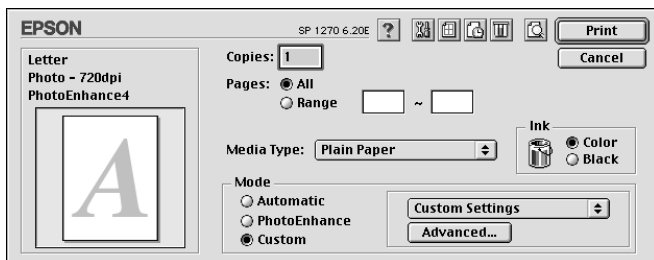 EPSON
SP 1270 6.20E
?
Print
Cancel
Letter
Photo - 720dpi
PhotoEnhance4
A
Copies: 1
Pages: All
Range ~
Media Type: Plain Paper
Ink
Color
Black
Mode
Automatic
PhotoEnhance
Custom
Custom Settings
Advanced...